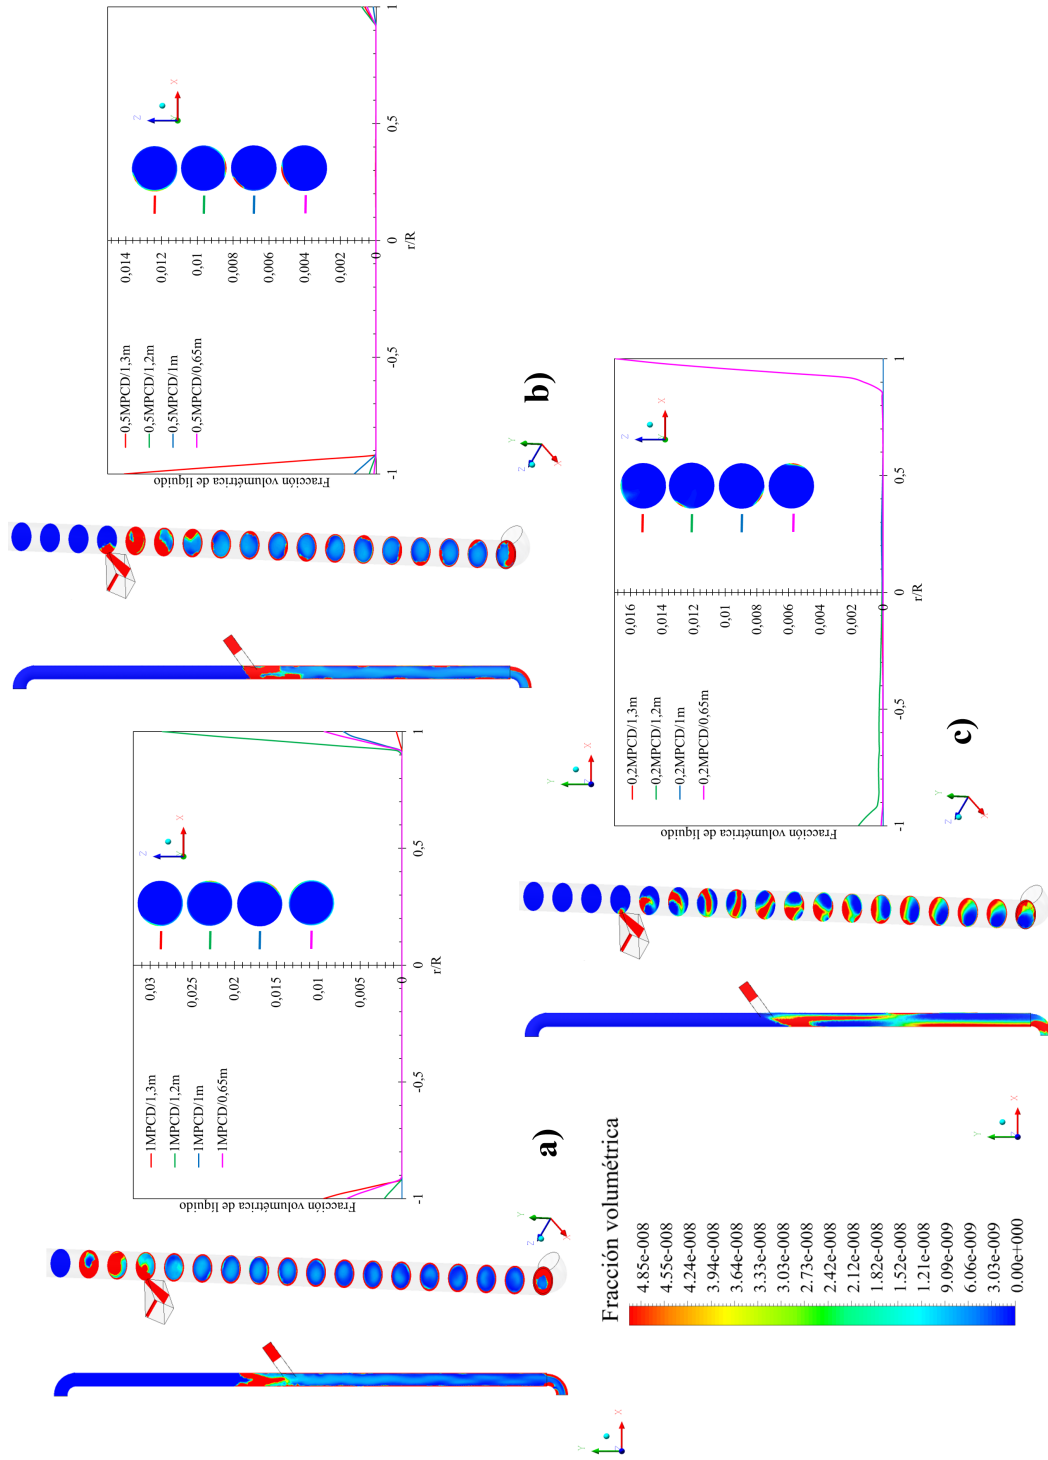 Fracción volumétrica de líquido
0,03
0,025
0,02
0,015
0,01
0,005
0
-1
-0,5
0
0,5
1
r/R
1MPCD/1,3m
1MPCD/1,2m
1MPCD/1m
1MPCD/0,65m
Z
X
Y
X
Z
Y
X
a)
Fracción volumétrica de líquido
0,014
0,012
0,01
0,008
0,006
0,004
0,002
0
-1
-0,5
0
0,5
1
r/R
0,5MPCD/1,3m
0,5MPCD/1,2m
0,5MPCD/1m
0,5MPCD/0,65m
Z
X
Y
X
Z
Y
X
b)
Fracción volumétrica
4.85e-008
4.55e-008
4.24e-008
3.94e-008
3.64e-008
3.33e-008
3.03e-008
2.73e-008
2.42e-008
2.12e-008
1.82e-008
1.52e-008
1.21e-008
9.09e-009
6.06e-009
3.03e-009
0.00e+000
Fracción volumétrica de líquido
0,016
0,014
0,012
0,01
0,008
0,006
0,004
0,002
0
-1
-0,5
0
0,5
1
r/R
0,2MPCD/1,3m
0,2MPCD/1,2m
0,2MPCD/1m
0,2MPCD/0,65m
Z
X
Y
X
Z
Y
X
c)